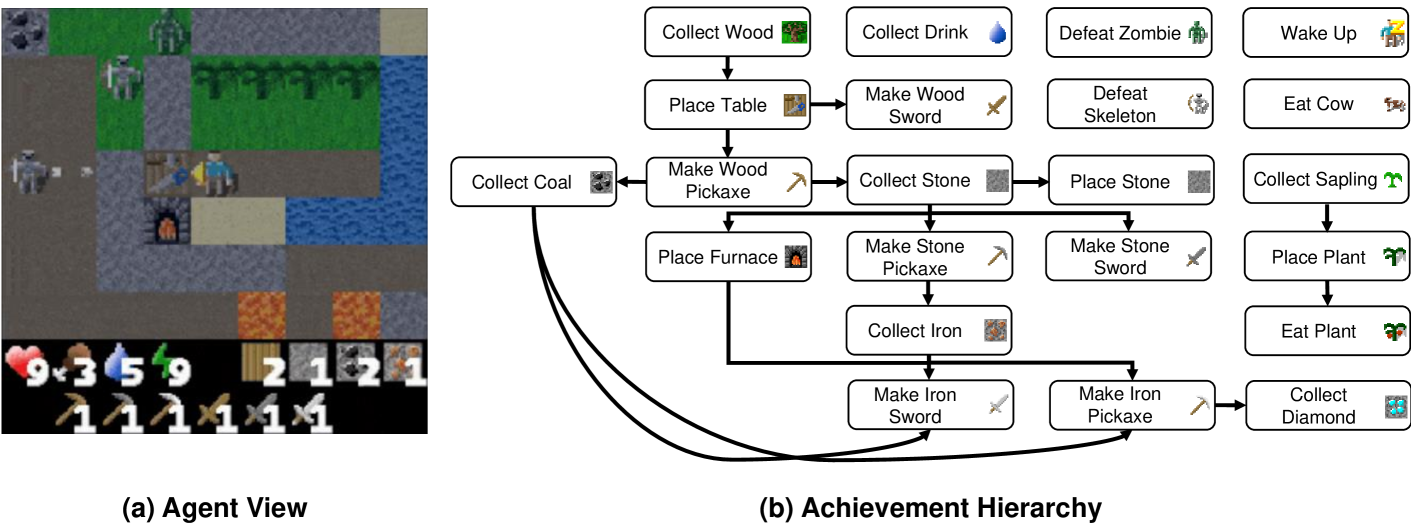 9 3 5 9 2 1 2 1
1 1 1 1 1 1
Collect Wood
Collect Drink
Defeat Zombie
Wake Up
Place Table
Make Wood
Sword
Defeat
Skeleton
Eat Cow
Collect Coal
Make Wood
Pickaxe
Collect Stone
Place Stone
Collect Sapling
Place Furnace
Make Stone
Pickaxe
Make Stone
Sword
Place Plant
Collect Iron
Eat Plant
Make Iron
Sword
Make Iron
Pickaxe
Collect
Diamond
(a) Agent View
(b) Achievement Hierarchy